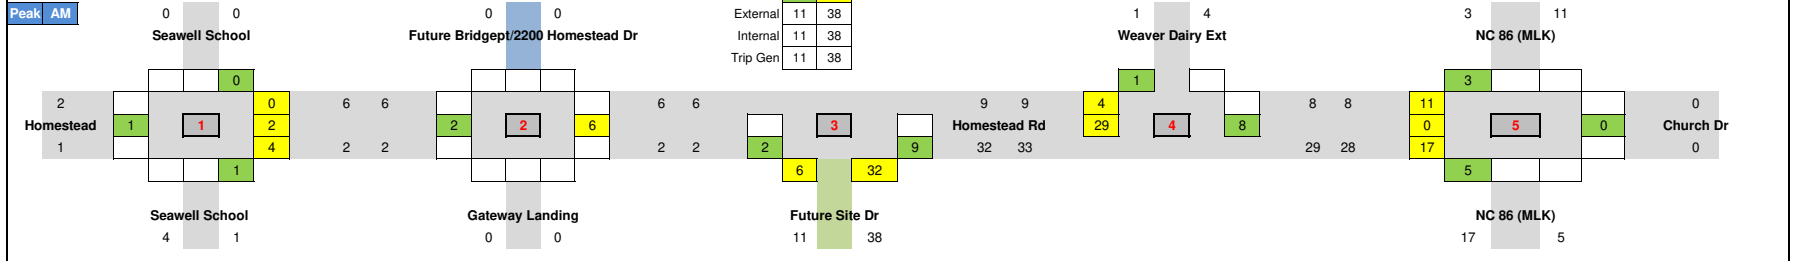 Peak AM 0 0 0 0 External 11 38 1 4 3 11
Seawell School Future Bridgept/2200 Homestead Dr Internal 11 38 Weaver Dairy Ext NC 86 (MLK)
Trip Gen 11 38
0 1 3
2 0 6 6 6 6 9 9 4 8 8 11 0
Homestead 1 1 2 2 2 6 3 Homestead Rd 29 4 8 0 5 0 Church Dr
1 4 2 2 2 2 2 9 32 33 29 28 17 0
1 6 32 5
Seawell School Gateway Landing Future Site Dr NC 86 (MLK)
4 1 0 0 11 38 17 5